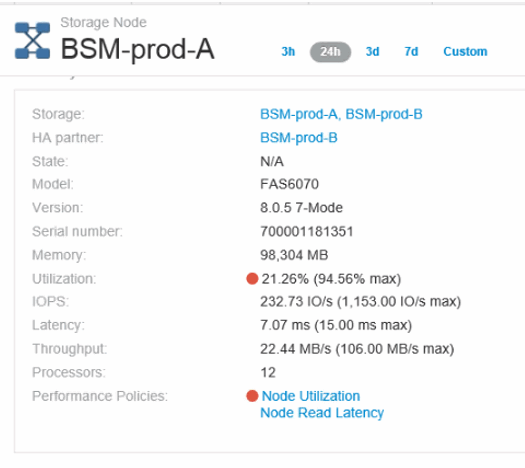 Storage Node
BSM-prod-A
3h 24h 3d 7d Custom
Storage: BSM-prod-A, BSM-prod-B
HA partner: BSM-prod-B
State: N/A
Model: FAS6070
Version: 8.0.5 7-Mode
Serial number: 700001181351
Memory: 98,304 MB
Utilization: 21.26% (94.56% max)
IOPS: 232.73 IO/s (1,153.00 IO/s max)
Latency: 7.07 ms (15.00 ms max)
Throughput: 22.44 MB/s (106.00 MB/s max)
Processors: 12
Performance Policies: Node Utilization
Node Read Latency